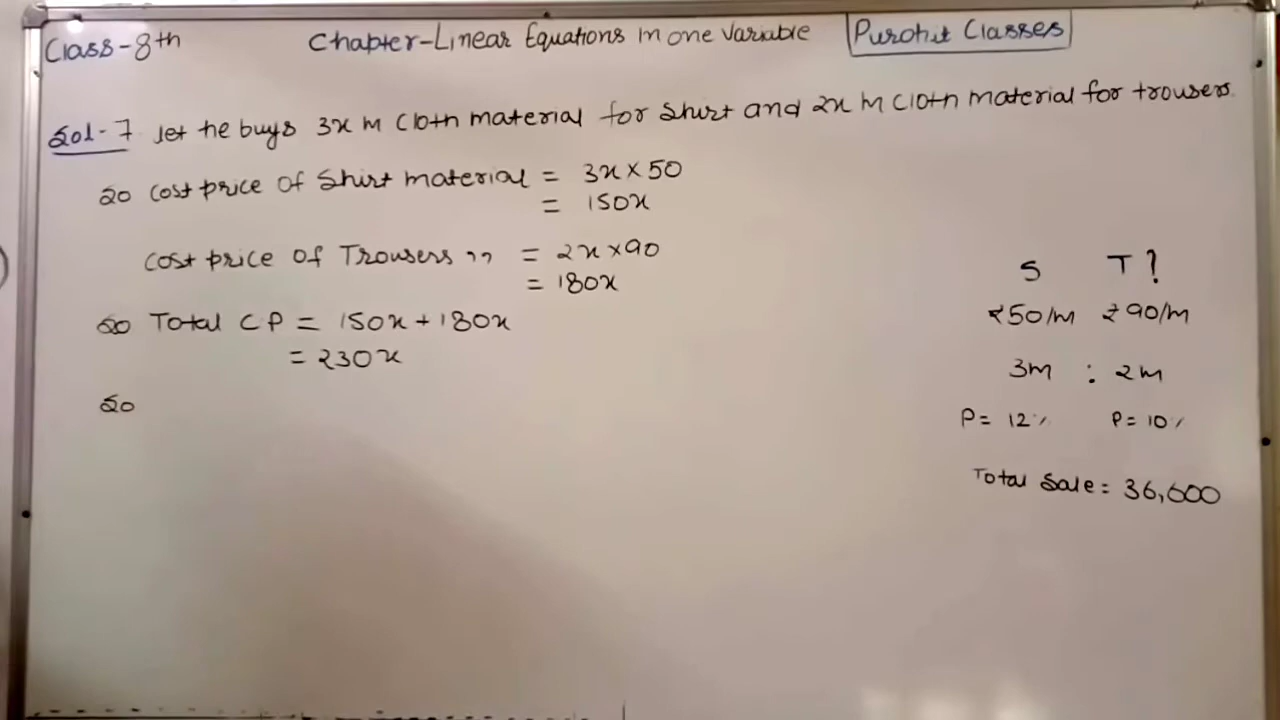 Class-8th Chapter-Linear Equations in one variable Purohit Classes
Sol-7 let he buys 3x m cloth material for shirt and 2x m cloth material for trousers
So cost price of shirt material = 3x × 50
= 150x
cost price of Trousers ,, = 2x × 90
= 180x
So Total CP = 150x + 180x
= 230x
So
S T?
₹50/m ₹90/m
3m : 2m
P = 12% P = 10%
Total Sale = 36,600